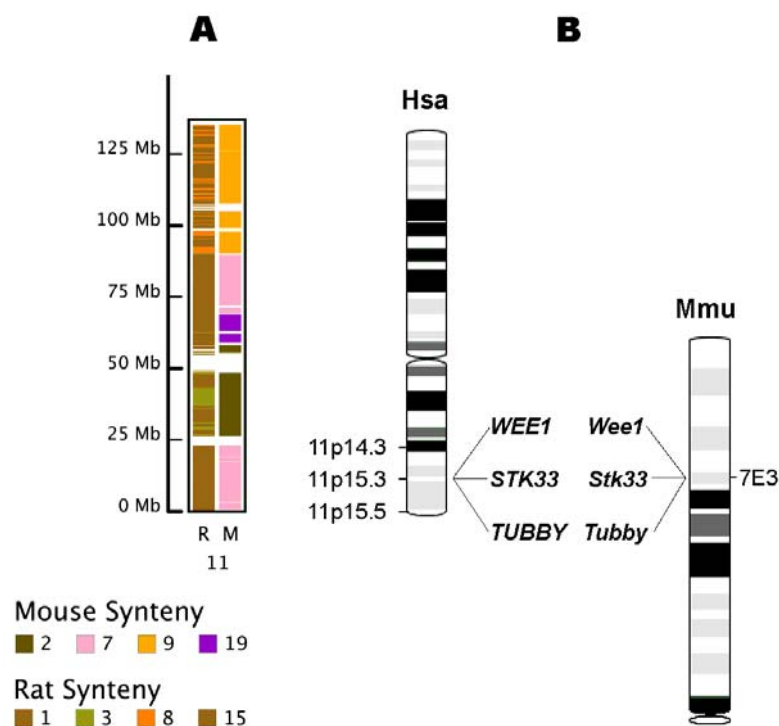 A
B
Hsa
125 Mb
100 Mb
75 Mb
50 Mb
25 Mb
0 Mb
R M
11
Mmu
11p14.3
11p15.3
11p15.5
WEE1 Wee1
STK33 Stk33
TUBBY Tubby
7E3
Mouse Synteny
2 7 9 19
Rat Synteny
1 3 8 15